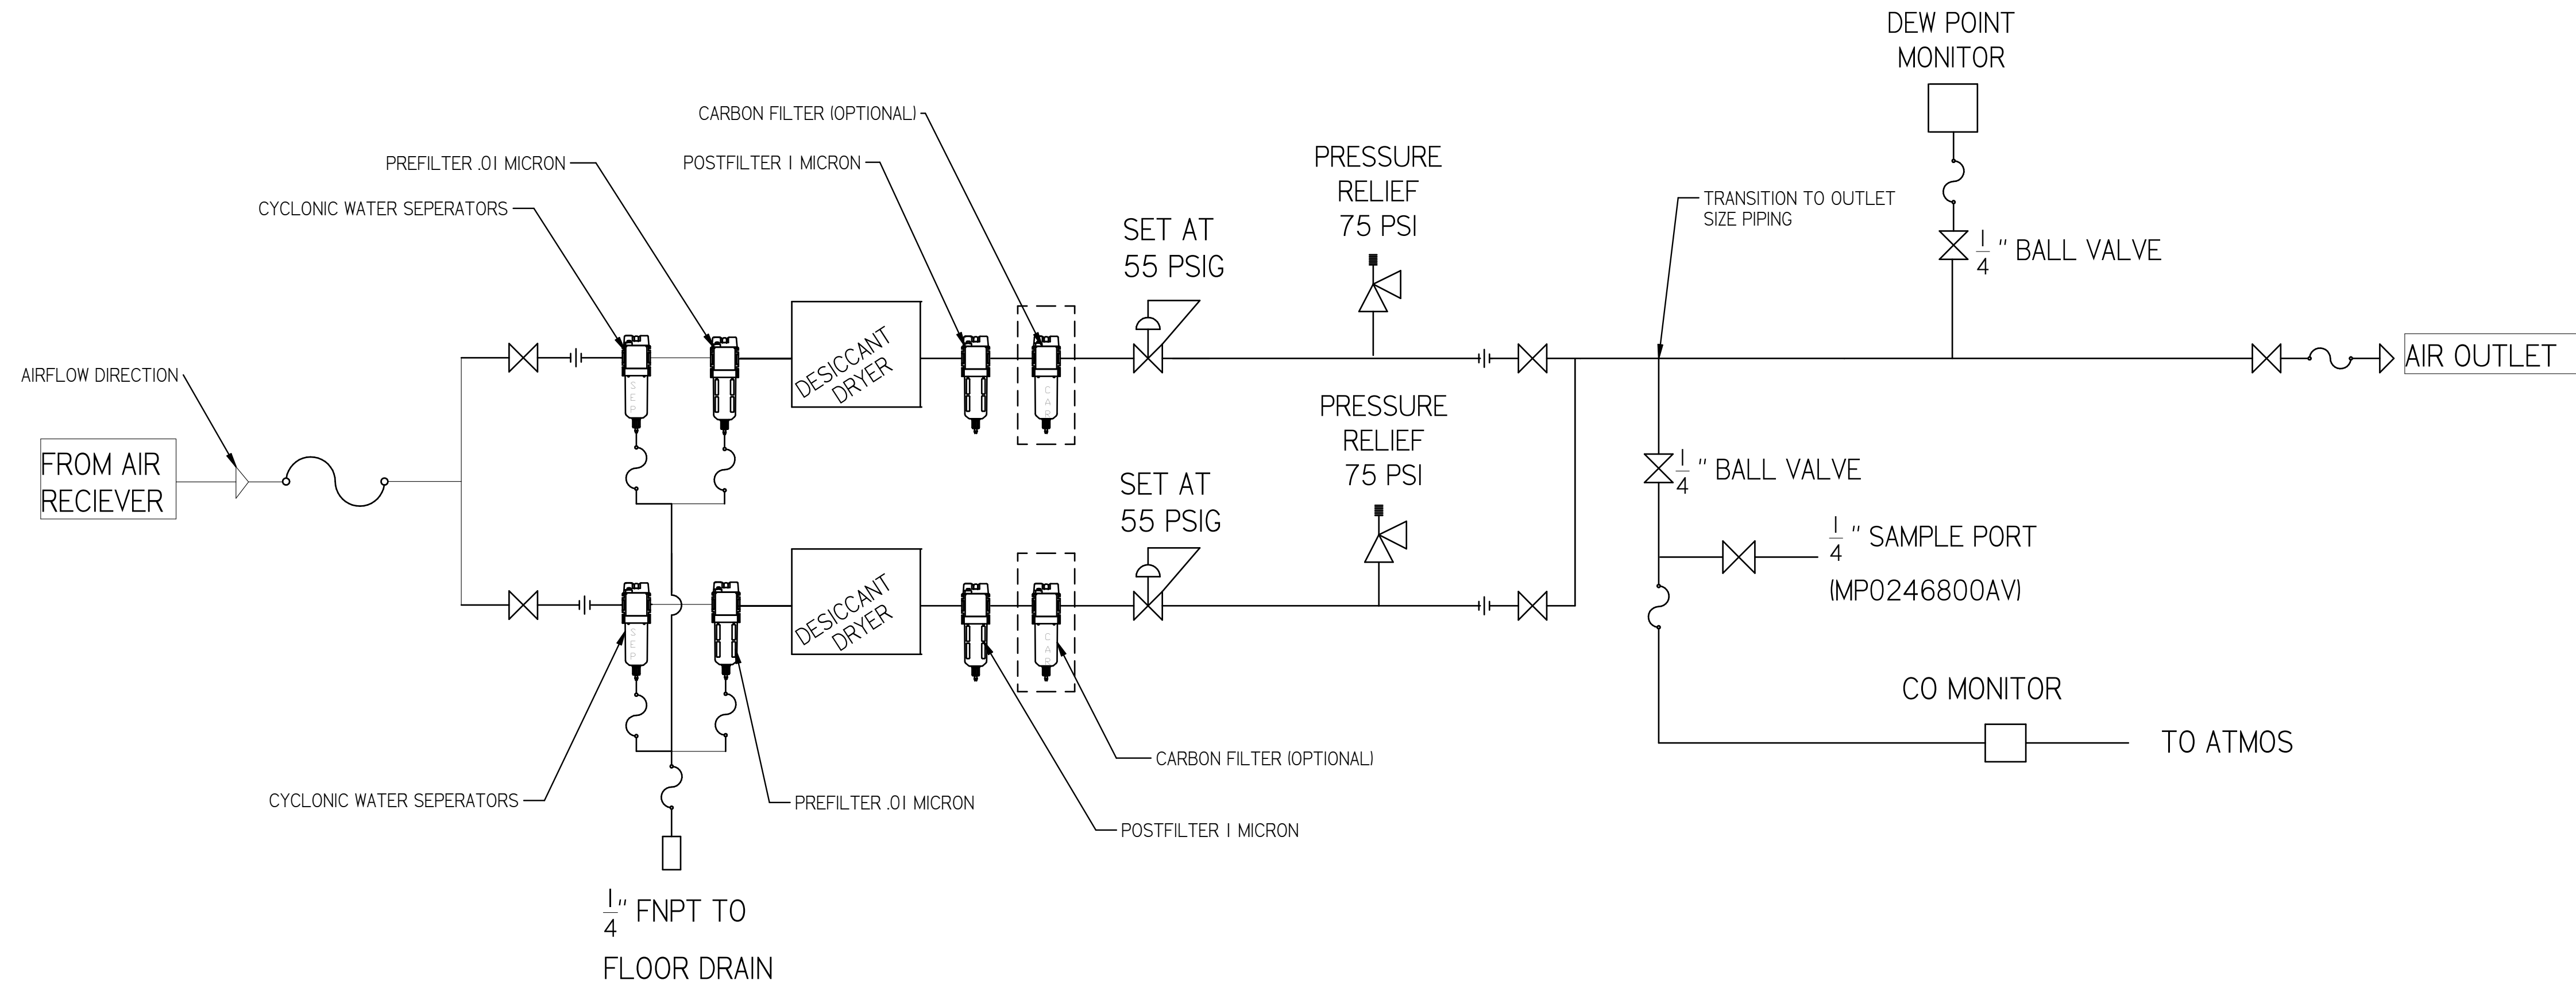 DEW POINT
MONITOR
CARBON FILTER (OPTIONAL)
PREFILTER .01 MICRON
POSTFILTER 1 MICRON
PRESSURE
RELIEF
75 PSI
CYCLONIC WATER SEPERATORS
TRANSITION TO OUTLET
SIZE PIPING
SET AT
55 PSIG
1/4 " BALL VALVE
DESICCANT
DRYER
AIR OUTLET
AIRFLOW DIRECTION
SEP
CAR
FROM AIR
RECIEVER
PRESSURE
RELIEF
75 PSI
1/4 " BALL VALVE
SET AT
55 PSIG
1/4 " SAMPLE PORT
(MP0246800AV)
DESICCANT
DRYER
SEP
CAR
CO MONITOR
TO ATMOS
CARBON FILTER (OPTIONAL)
CYCLONIC WATER SEPERATORS
PREFILTER .01 MICRON
POSTFILTER 1 MICRON
1/4" FNPT TO
FLOOR DRAIN